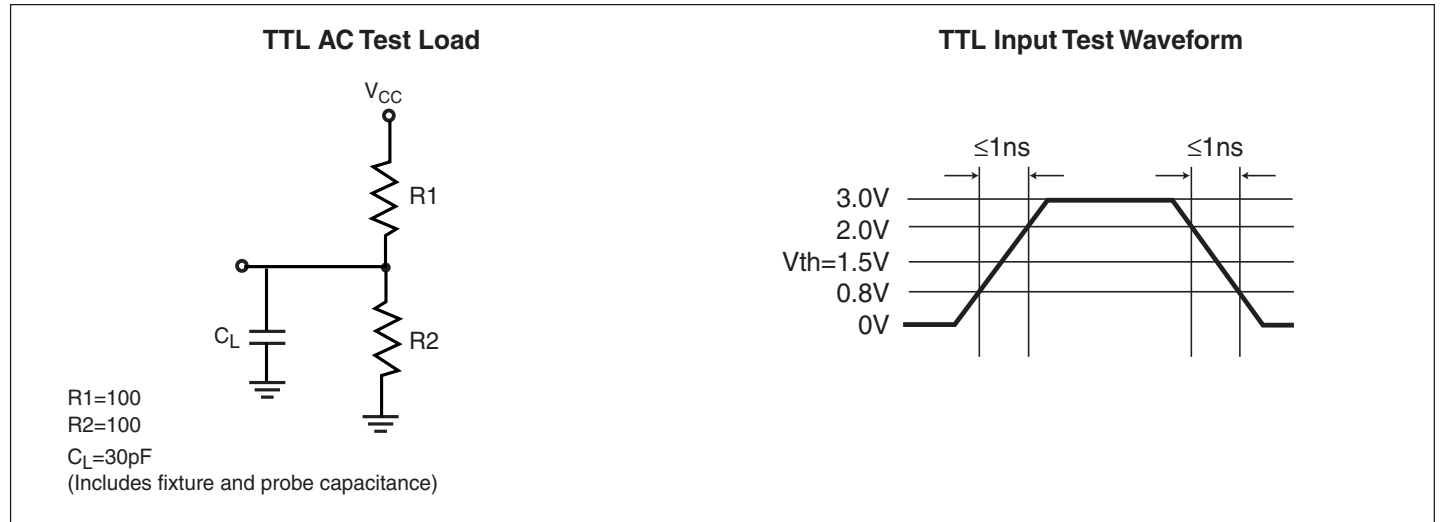 TTL AC Test Load
VCC
R1
CL
R2
R1=100
R2=100
CL=30pF
(Includes fixture and probe capacitance)
TTL Input Test Waveform
≤1ns ≤1ns
3.0V
2.0V
Vth=1.5V
0.8V
0V